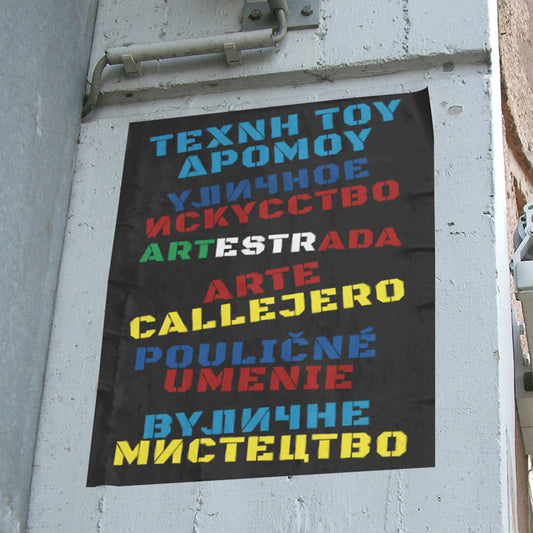 ΤΕΧΝΗ ΤΟΥ
ΔΡΟΜΟΥ
УЛИЧНОЕ
ИСКУССТВО
ARTESTRADA
ARTE
CALLEJERO
POULIČNÉ
UMENIE
ВУЛИЧНЕ
МИСТЕЦТВО